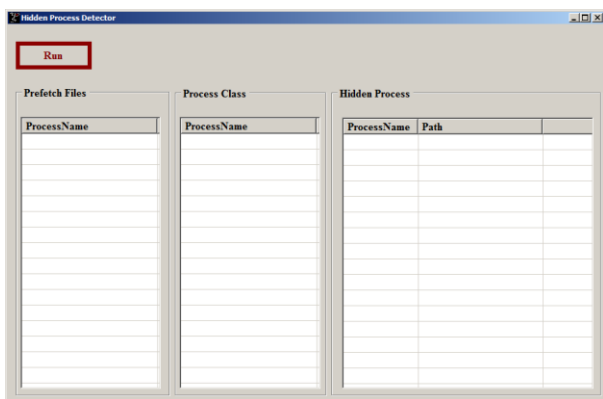 Hidden Process Detector
Run
Prefetch Files
Process Class
Hidden Process
ProcessName
ProcessName
ProcessName Path